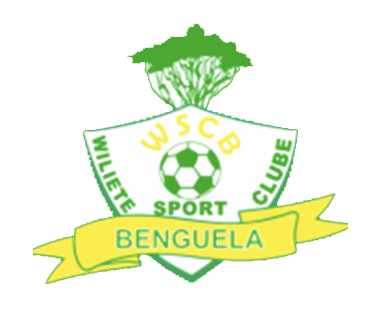 WSCB
WILIETE
SPORT
CLUBE
BENGUELA